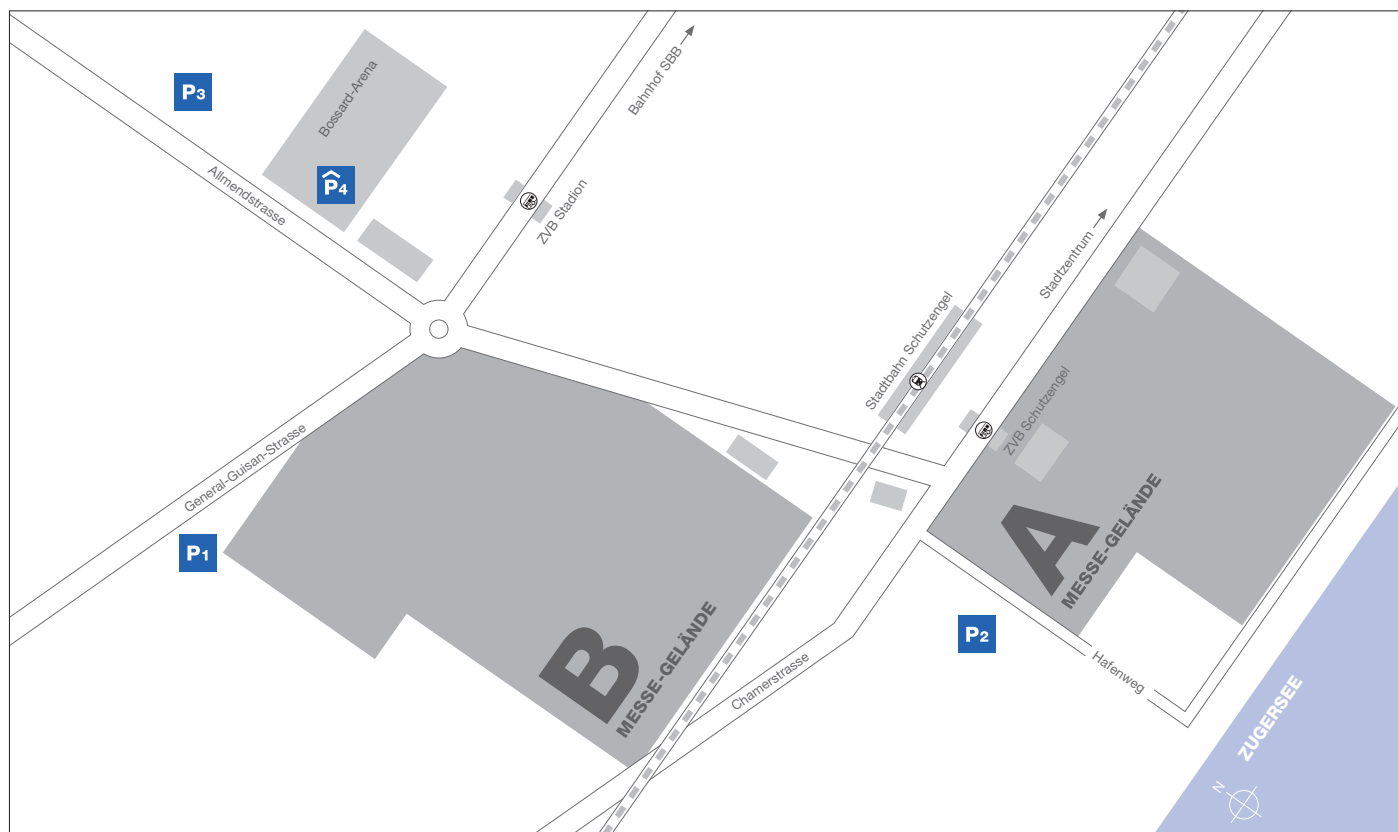 P3
Bossard-Arena
P4
Allmendstrasse
Bahnhof SBB
ZVB Stadion
Stadtzentrum
Stadtbahn Schutzengel
ZVB Schutzengel
General-Guisan-Strasse
P1
A
MESSE-GELÄNDE
B
MESSE-GELÄNDE
P2
Chamerstrasse
Hafenweg
ZUGERSEE
N